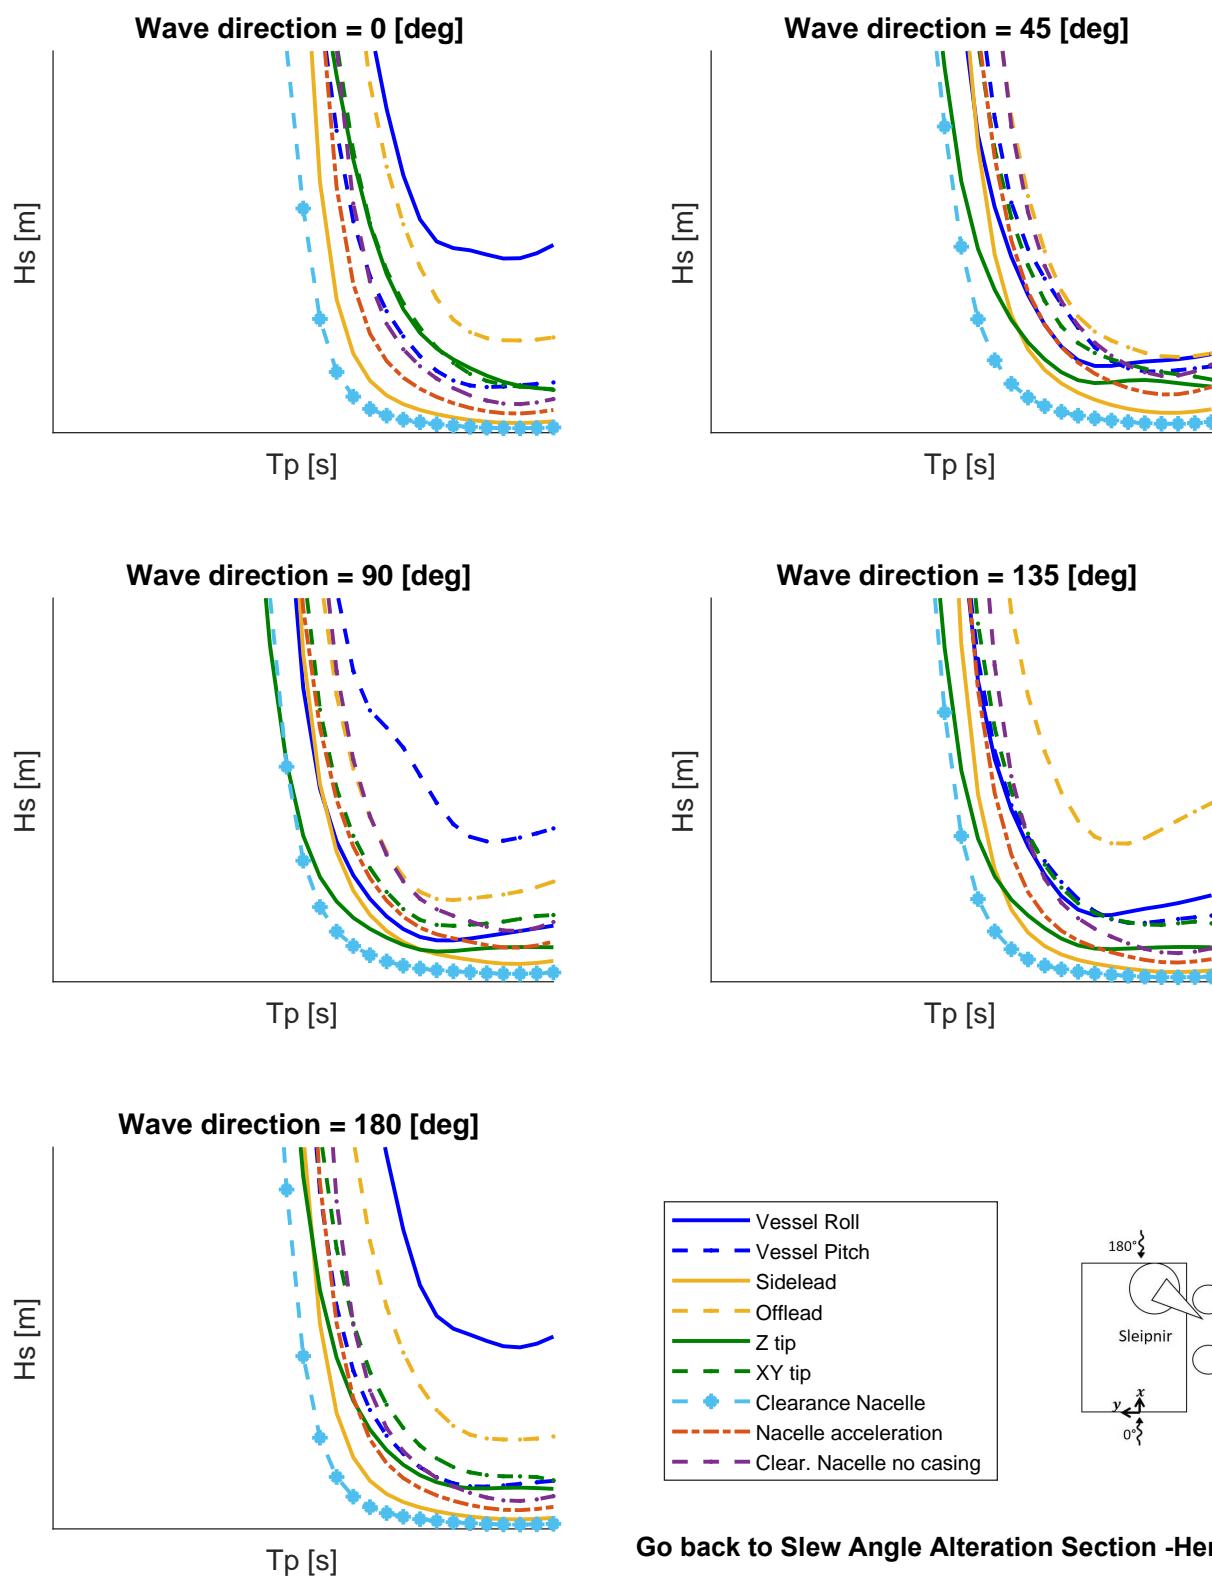 Wave direction = 0 [deg]
Hs [m]
Tp [s]
Wave direction = 45 [deg]
Hs [m]
Tp [s]
Wave direction = 90 [deg]
Hs [m]
Tp [s]
Wave direction = 135 [deg]
Hs [m]
Tp [s]
Wave direction = 180 [deg]
Hs [m]
Tp [s]
Vessel Roll
Vessel Pitch
Sidelead
Offlead
Z tip
XY tip
Clearance Nacelle
Nacelle acceleration
Clear. Nacelle no casing
180°
Sleipnir
x
y
0°
Go back to Slew Angle Alteration Section -Her